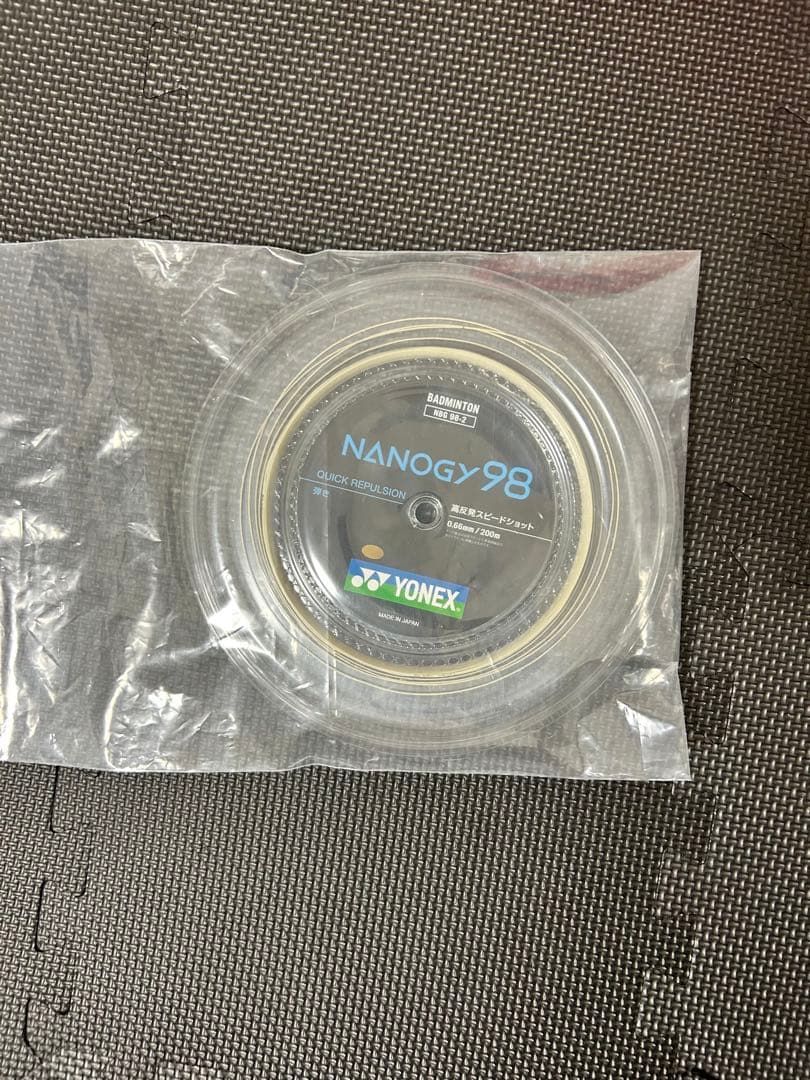 BADMINTON
NBG 98-2
NANOGY98
QUICK REPULSION
弾き
高反発スピードショット
0.66mm / 200m
YONEX®
MADE IN JAPAN